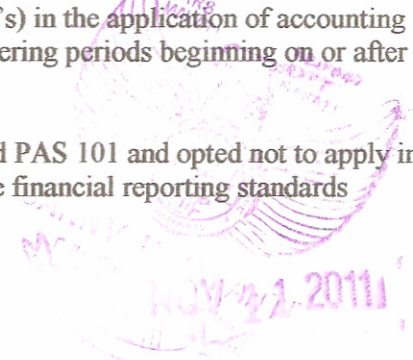 's) in the application of accounting
ering periods beginning on or after
PAS 101 and opted not to apply in
financial reporting standards
2011